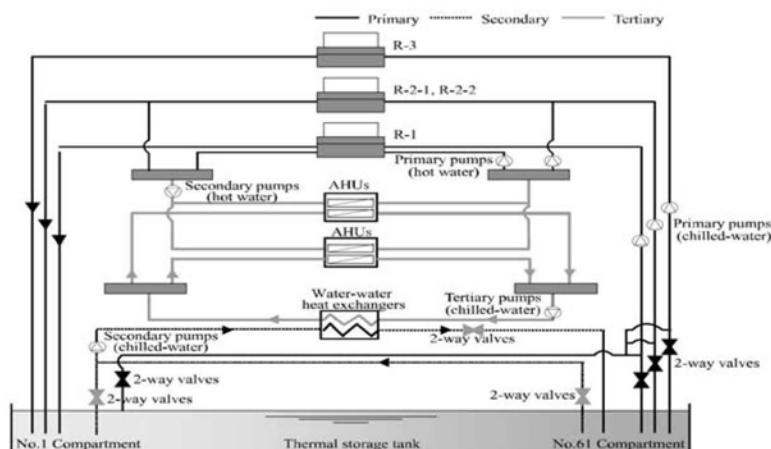 Primary
Secondary
Tertiary
R-3
R-2-1, R-2-2
R-1
Primary pumps
(hot water)
Secondary pumps
(hot water)
AHUs
AHUs
Primary pumps
(chilled-water)
Water-water
heat exchangers
Tertiary pumps
(chilled-water)
Secondary pumps
(chilled-water)
2-way valves
2-way valves
2-way valves
2-way valves
2-way valves
No.1 Compartment
Thermal storage tank
No.61 Compartment